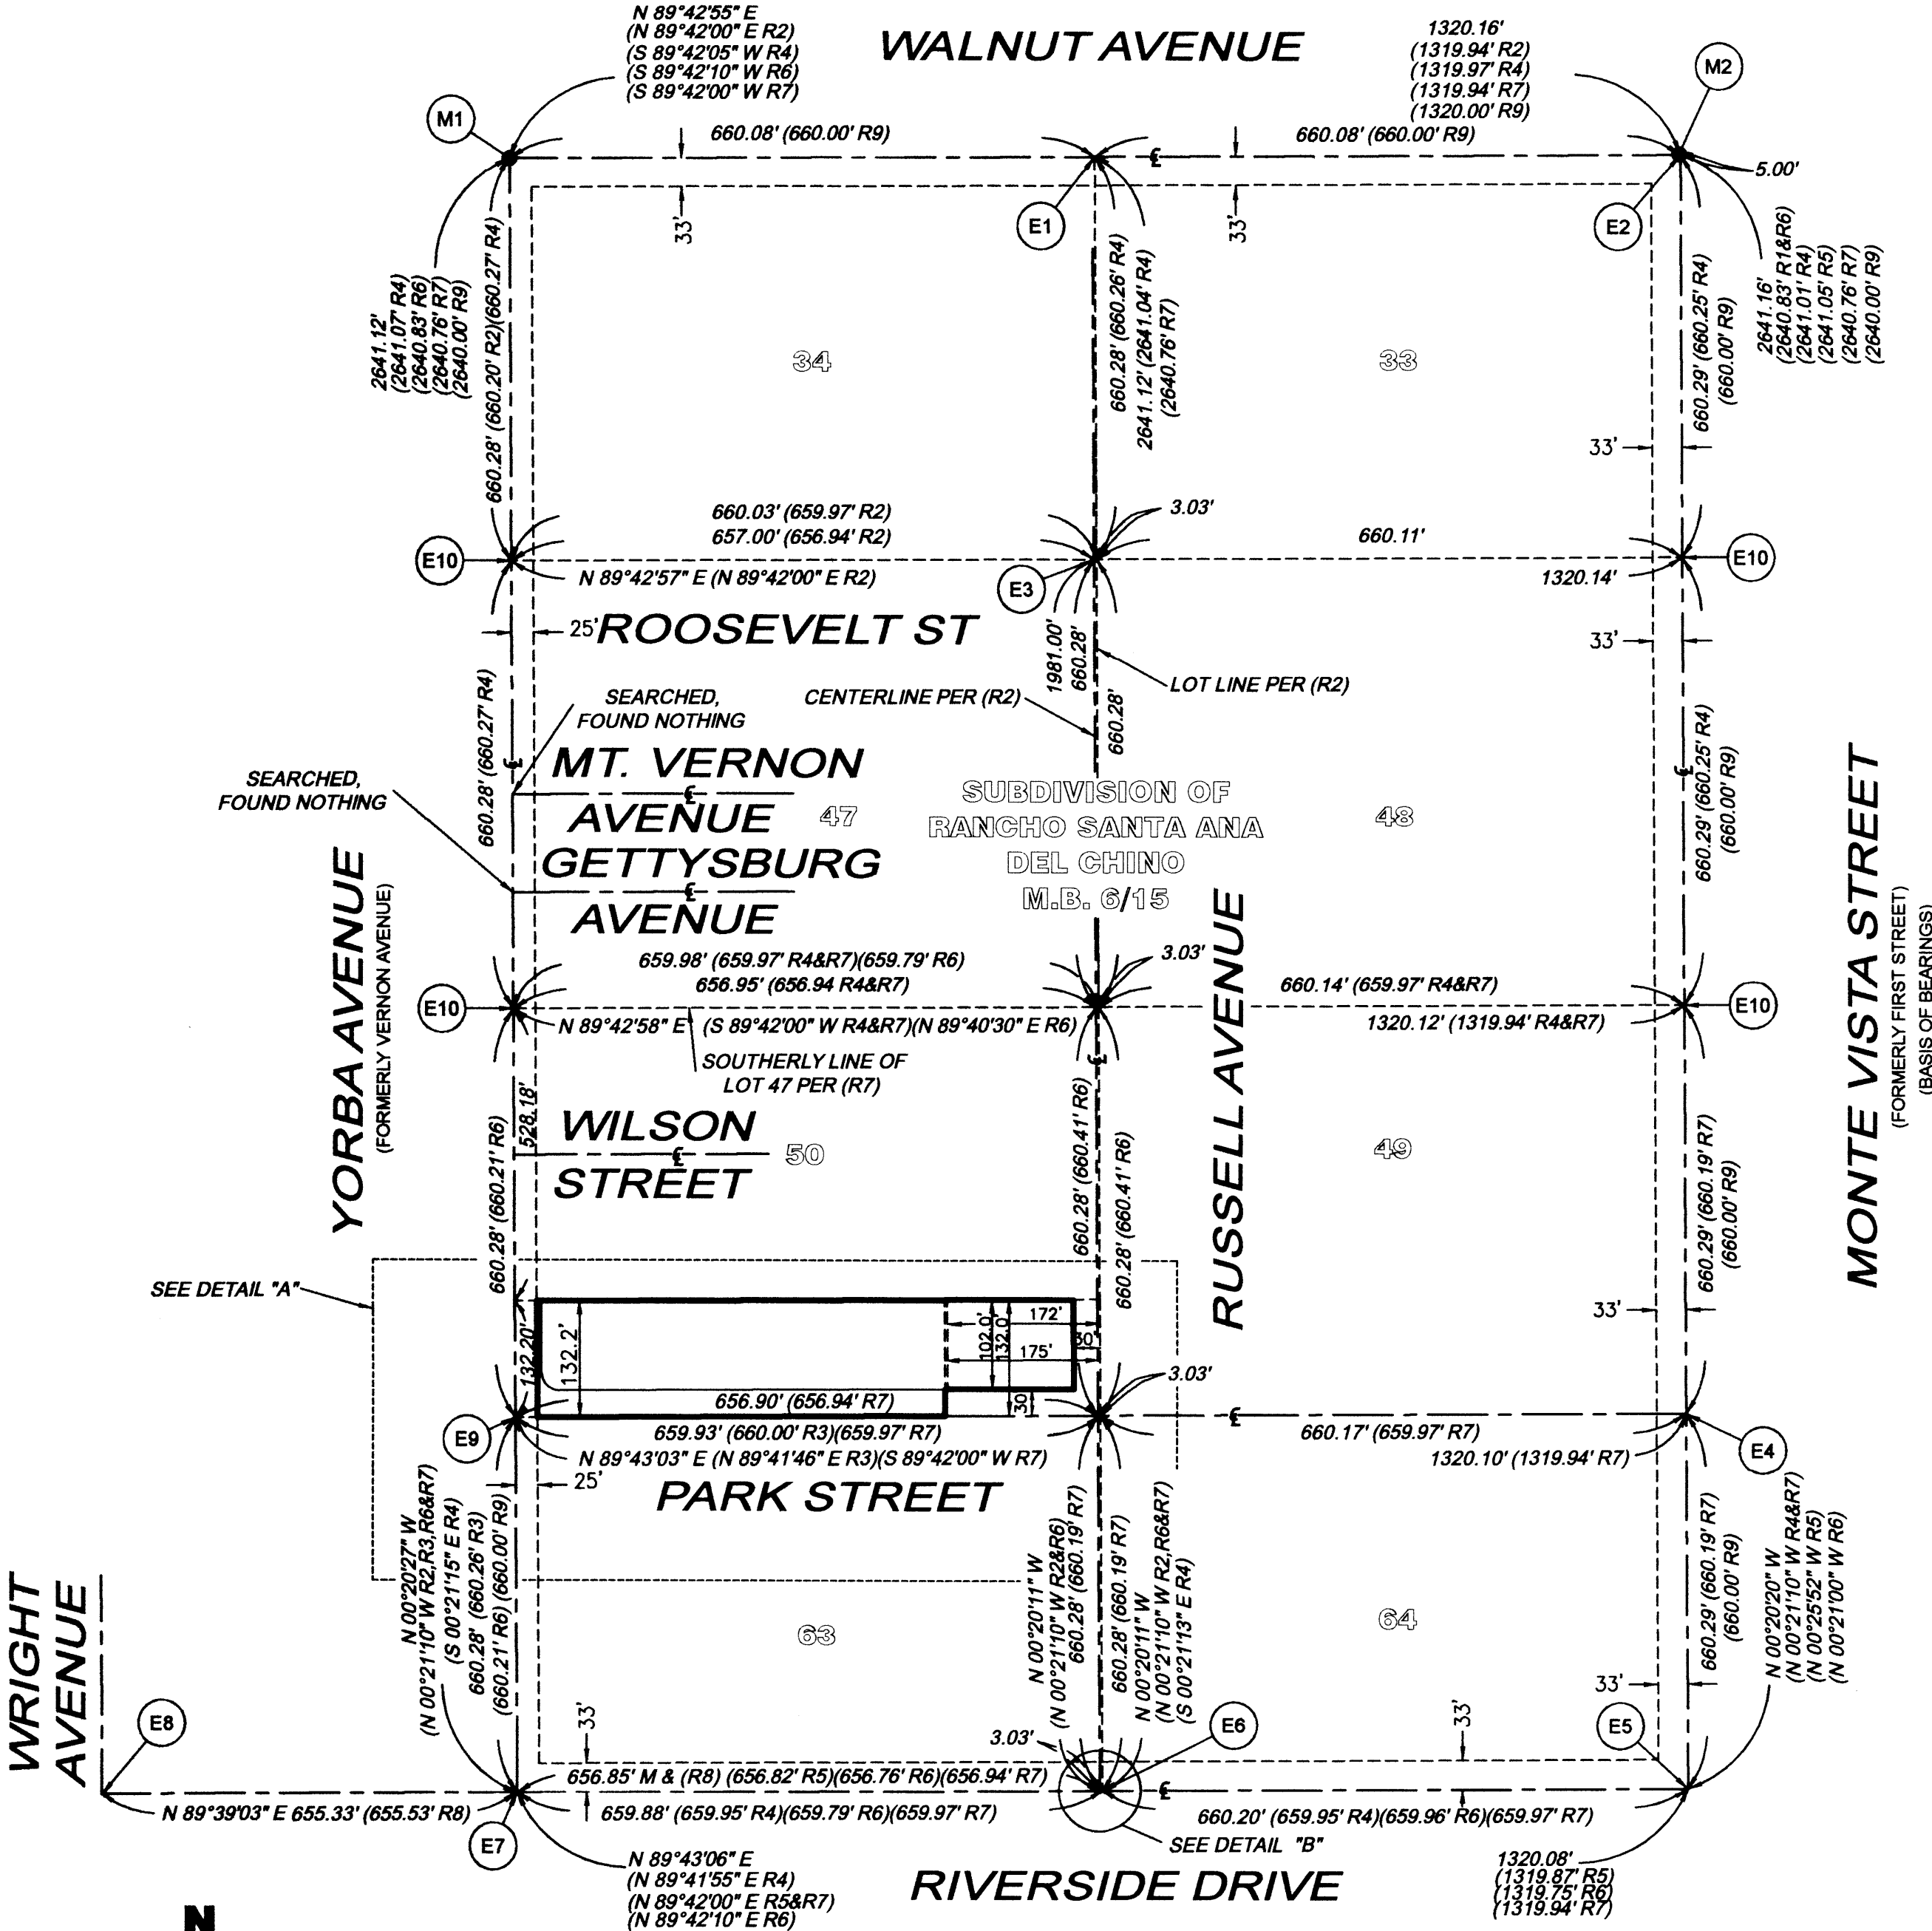 N 89°42'55" E
(N 89°42'00" E R2)
(S 89°42'05" W R4)
(S 89°42'10" W R6)
(S 89°42'00" W R7)
WALNUT AVENUE
1320.16'
(1319.94' R2)
(1319.97' R4)
(1319.94' R7)
(1320.00' R9)
M2
M1
660.08' (660.00' R9)
℄
660.08' (660.00' R9)
5.00'
33'
E1
33'
E2
2641.12'
(2641.07' R4)
(2640.83' R6)
(2640.76' R7)
(2640.00' R9)
660.28' (660.20' R2)(660.27' R4)
660.28' (660.26' R4)
2641.12' (2641.04' R4)
(2640.76' R7)
660.29' (660.25' R4)
(660.00' R9)
2641.16'
(2640.83' R1&R6)
(2641.01' R4)
(2641.05' R5)
(2640.76' R7)
(2640.00' R9)
34
33
33'
660.03' (659.97' R2)
657.00' (656.94' R2)
3.03'
660.11'
E10
N 89°42'57" E (N 89°42'00" E R2)
E3
1320.14'
E10
25'
ROOSEVELT ST
33'
1981.00'
660.28'
660.28'
LOT LINE PER (R2)
CENTERLINE PER (R2)
660.28' (660.27' R4)
SEARCHED,
FOUND NOTHING
SEARCHED,
FOUND NOTHING
℄
MT. VERNON
℄
AVENUE
47
GETTYSBURG
℄
AVENUE
SUBDIVISION OF
RANCHO SANTA ANA
DEL CHINO
M.B. 6/15
48
℄
660.29' (660.25' R4)
(660.00' R9)
YORBA AVENUE
(FORMERLY VERNON AVENUE)
RUSSELL AVENUE
MONTE VISTA STREET
(FORMERLY FIRST STREET)
(BASIS OF BEARINGS)
659.98' (659.97' R4&R7)(659.79' R6)
656.95' (656.94 R4&R7)
3.03'
660.14' (659.97' R4&R7)
E10
N 89°42'58" E (S 89°42'00" W R4&R7)(N 89°40'30" E R6)
1320.12' (1319.94' R4&R7)
E10
SOUTHERLY LINE OF
LOT 47 PER (R7)
℄
528.18'
660.28' (660.21' R6)
WILSON
℄
STREET
50
49
660.28' (660.41' R6)
660.28' (660.41' R6)
660.29' (660.19' R7)
(660.00' R9)
SEE DETAIL "A"
33'
132.20'
132.2'
102.0'
132.0'
172'
30'
175'
30'
3.03'
656.90' (656.94' R7)
E9
659.93' (660.00' R3)(659.97' R7)
℄
660.17' (659.97' R7)
E4
N 89°43'03" E (N 89°41'46" E R3)(S 89°42'00" W R7)
1320.10' (1319.94' R7)
25'
PARK STREET
N 00°20'27" W
(N 00°21'10" W R2,R3,R6&R7)
(S 00°21'15" E R4)
660.28' (660.26' R3)
(660.21' R6) (660.00' R9)
N 00°20'11" W
(N 00°21'10" W R2&R6)
660.28' (660.19' R7)
660.28' (660.19' R7)
N 00°20'11" W
(N 00°21'10" W R2,R6&R7)
(S 00°21'13" E R4)
660.29' (660.19' R7)
(660.00' R9)
N 00°20'20" W
(N 00°21'10" W R4&R7)
(N 00°25'52" W R5)
(N 00°21'00" W R6)
WRIGHT
AVENUE
63
64
33'
E8
33'
3.03'
E6
33'
E5
656.85' M & (R8) (656.82' R5)(656.76' R6)(656.94' R7)
℄
N 89°39'03" E 655.33' (655.53' R8)
659.88' (659.95' R4)(659.79' R6)(659.97' R7)
660.20' (659.95' R4)(659.96' R6)(659.97' R7)
E7
SEE DETAIL "B"
N 89°43'06" E
(N 89°41'55" E R4)
(N 89°42'00" E R5&R7)
(N 89°42'10" E R6)
RIVERSIDE DRIVE
1320.08'
(1319.87' R5)
(1319.75' R6)
(1319.94' R7)
N